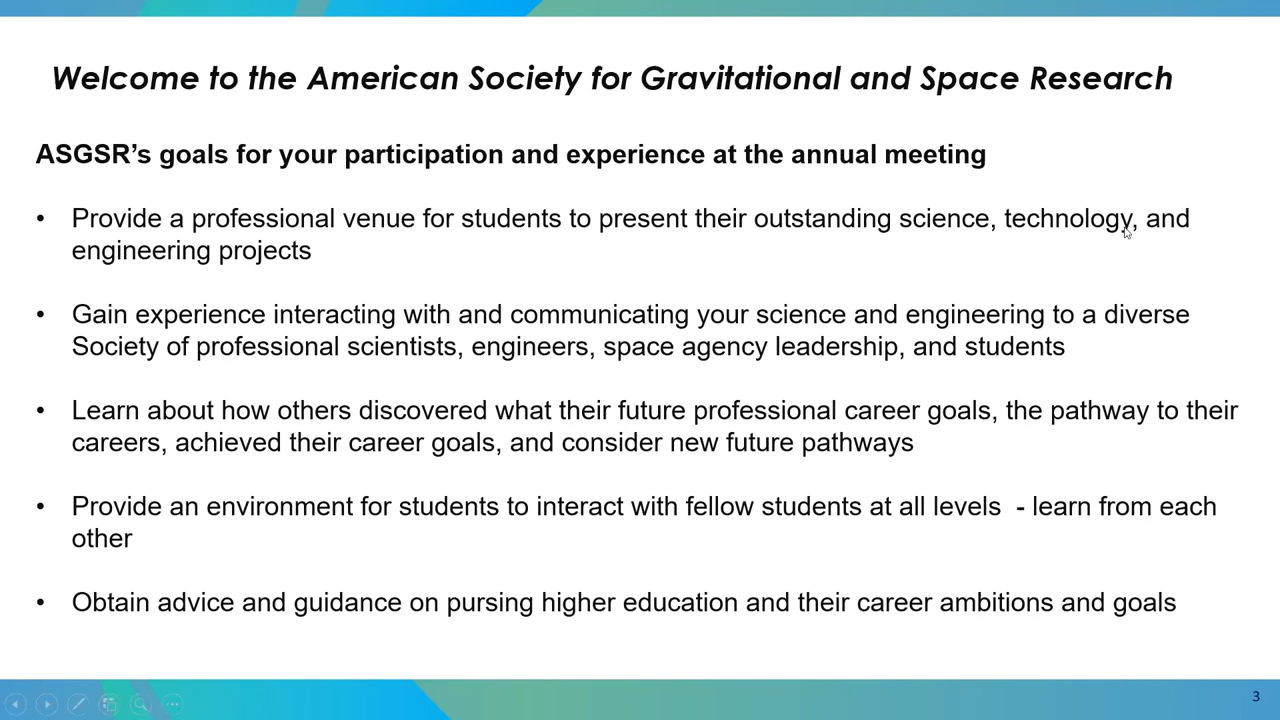 Welcome to the American Society for Gravitational and Space Research
ASGSR’s goals for your participation and experience at the annual meeting
• Provide a professional venue for students to present their outstanding science, technology, and
engineering projects
• Gain experience interacting with and communicating your science and engineering to a diverse
Society of professional scientists, engineers, space agency leadership, and students
• Learn about how others discovered what their future professional career goals, the pathway to their
careers, achieved their career goals, and consider new future pathways
• Provide an environment for students to interact with fellow students at all levels  - learn from each
other
• Obtain advice and guidance on pursing higher education and their career ambitions and goals
3